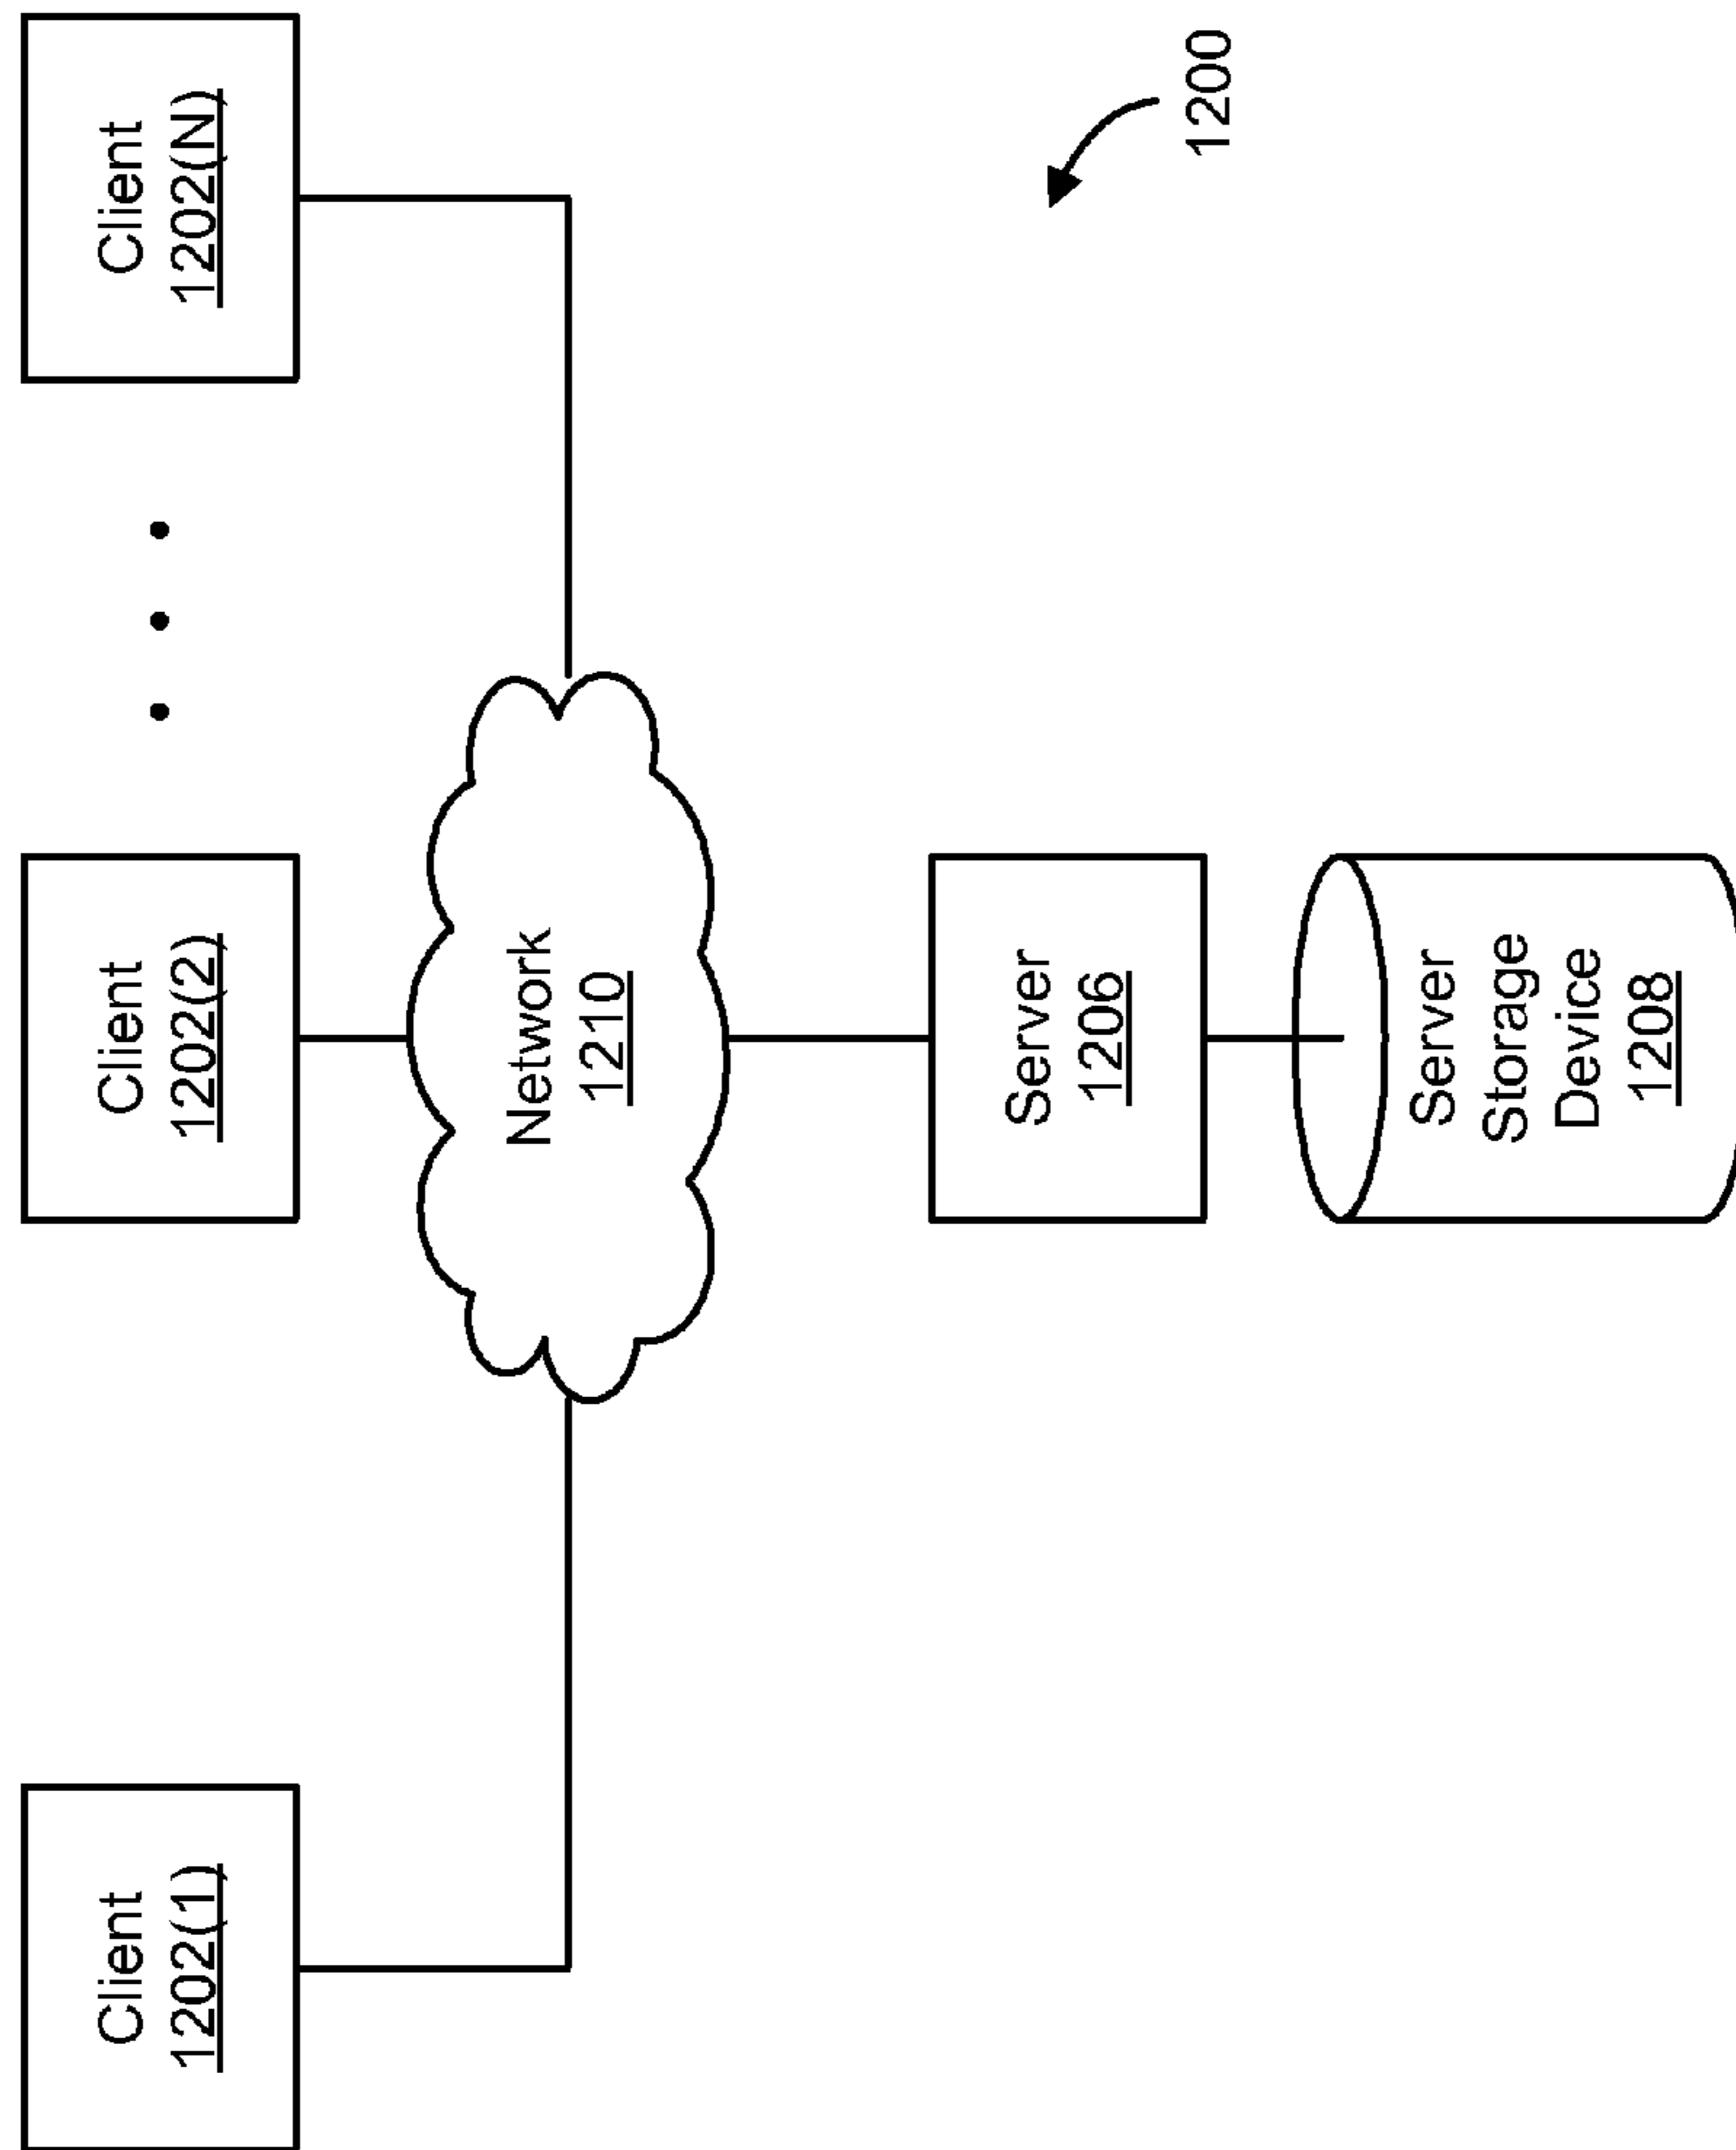 Client
1202(1)
Client
1202(2)
Client
1202(N)
Network
1210
Server
1206
Server
Storage
Device
1208
1200